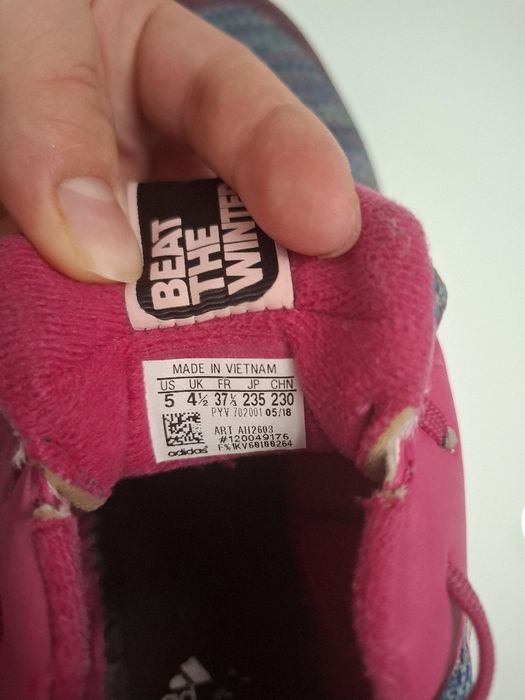 BEAT
THE
WINTER
MADE IN VIETNAM
US UK FR JP CHN
5 4½ 37⅓ 235 230
PYV 702001 05/18
ART AH2603
#120049176
adidas